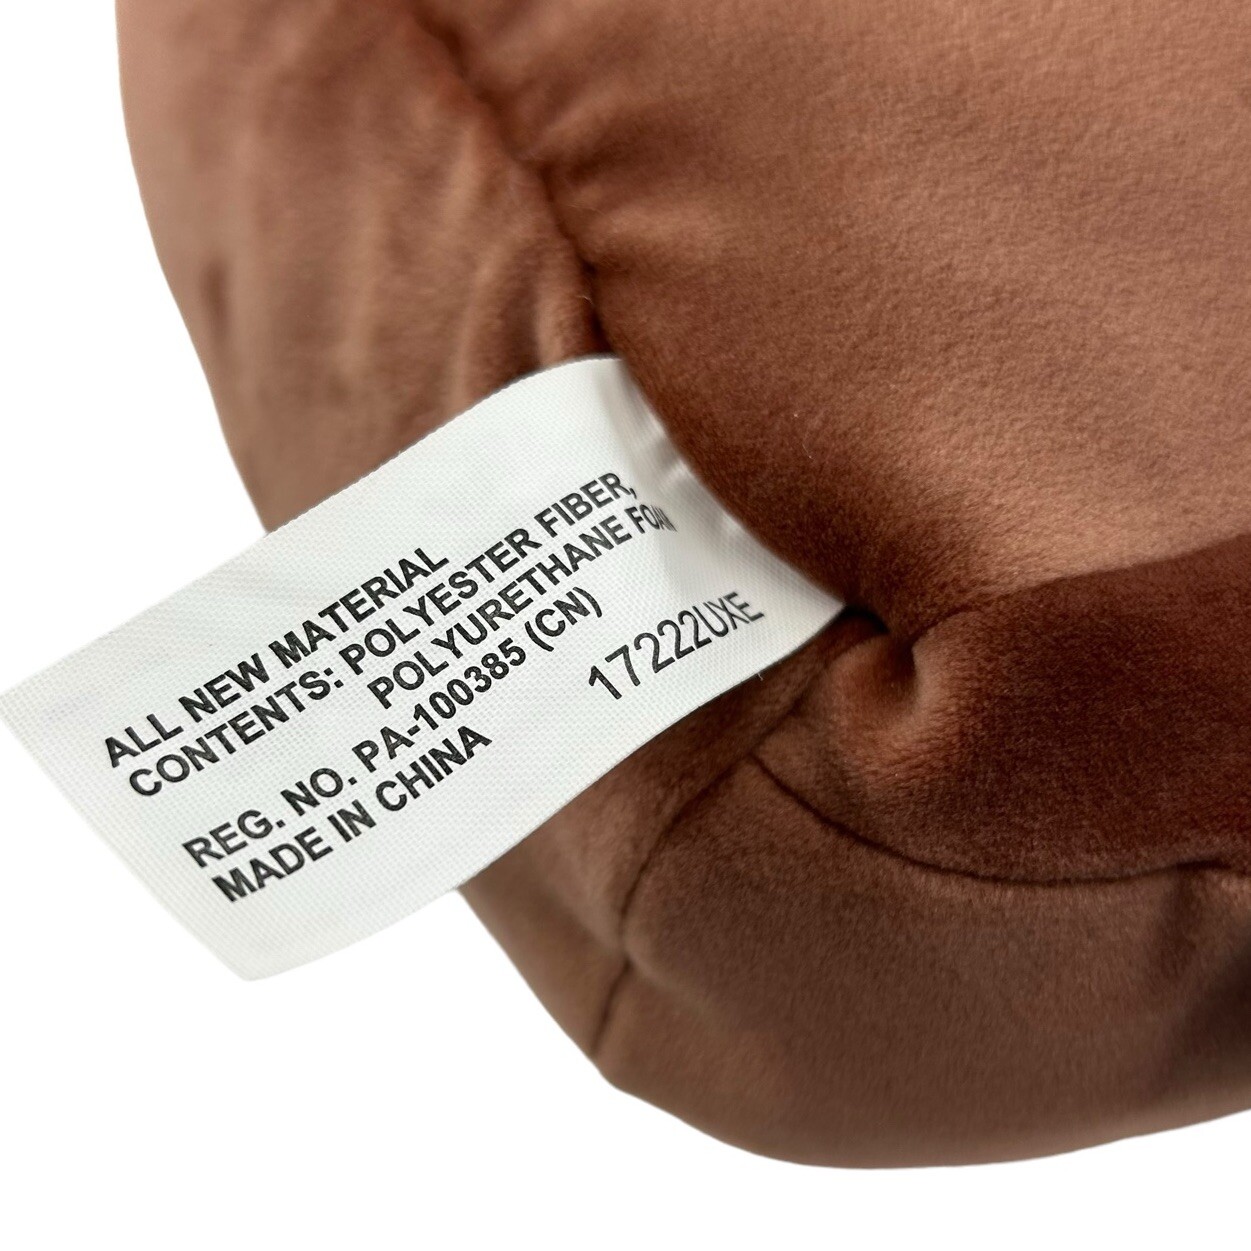 ALL NEW MATERIAL
CONTENTS: POLYESTER FIBER,
POLYURETHANE FOAM
REG. NO. PA-100385 (CN)
MADE IN CHINA
17222UXE